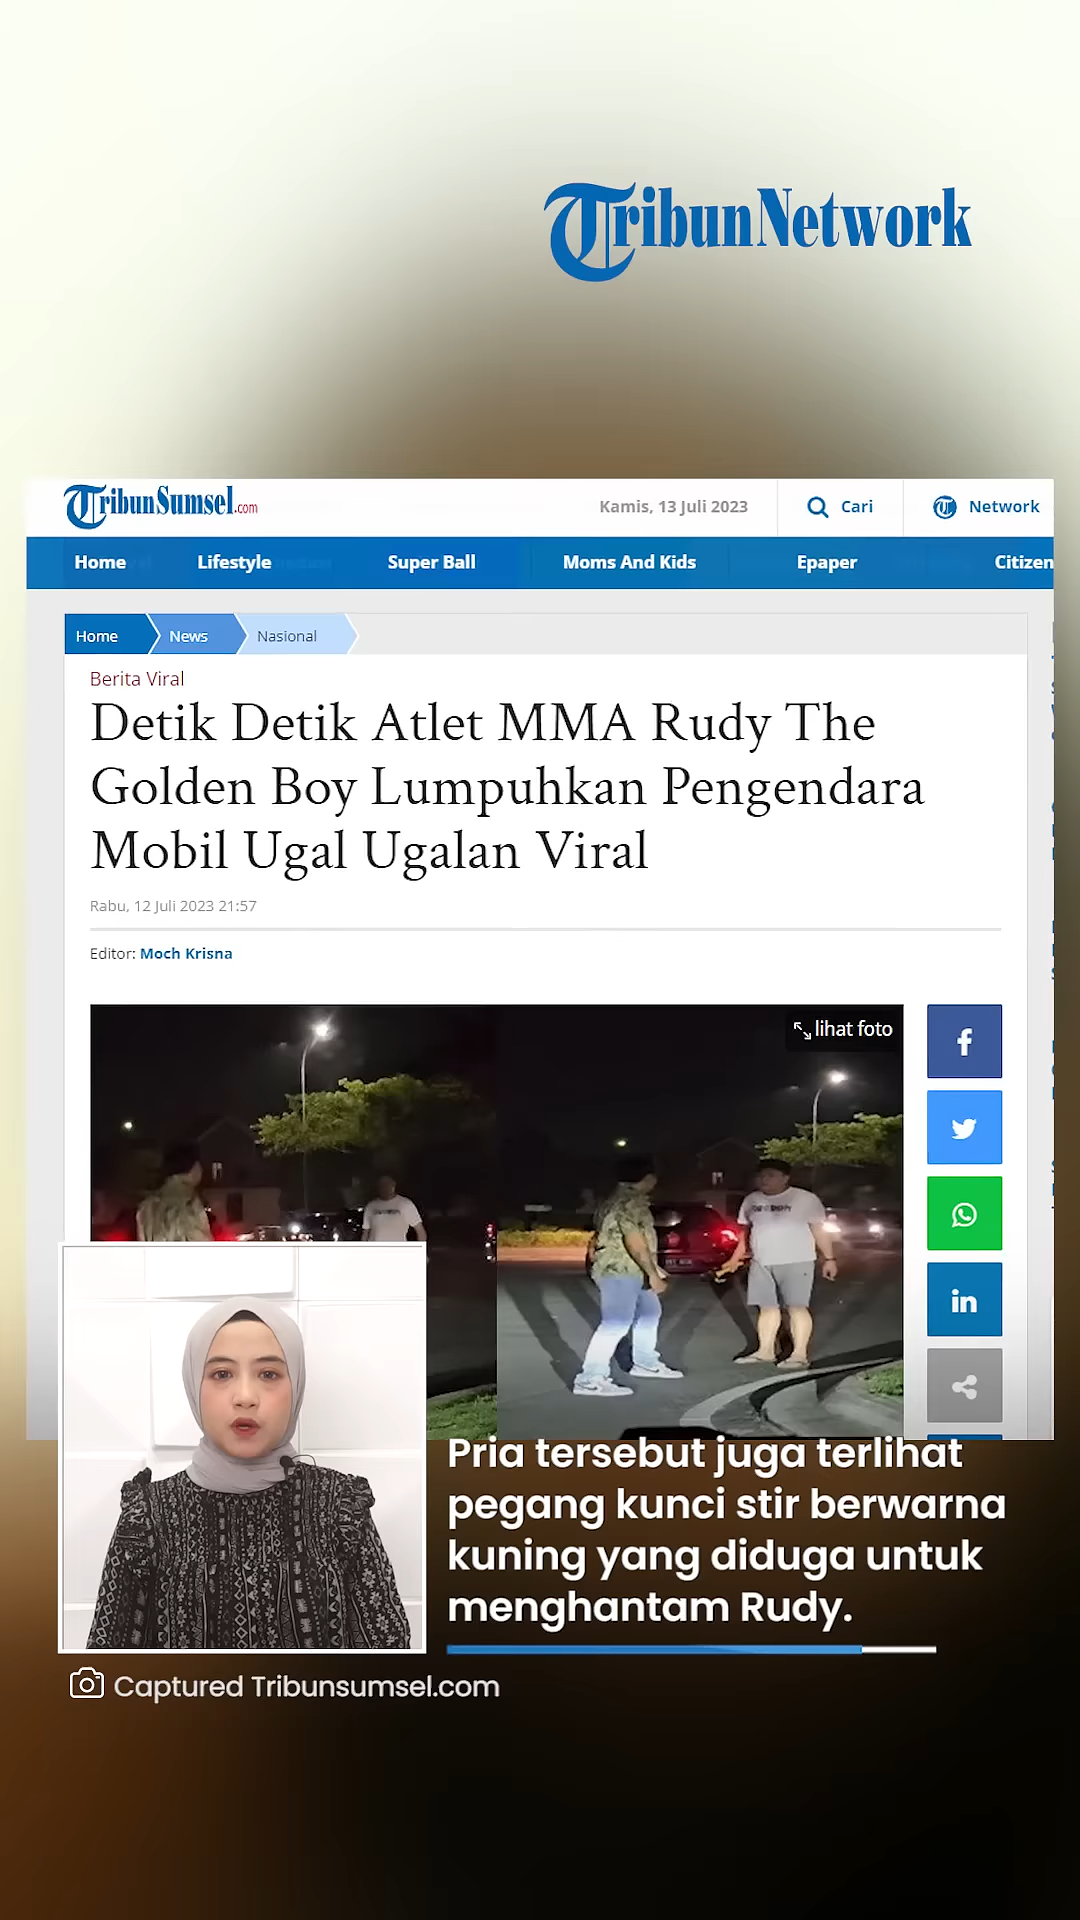 TribunNetwork
TribunSumsel.com
Kamis, 13 Juli 2023
Cari
Network
Home
Lifestyle
Super Ball
Moms And Kids
Epaper
Citizen
Home
News
Nasional
Berita Viral
Detik Detik Atlet MMA Rudy The
Golden Boy Lumpuhkan Pengendara
Mobil Ugal Ugalan Viral
Rabu, 12 Juli 2023 21:57
Editor: Moch Krisna
lihat foto
Pria tersebut juga terlihat
pegang kunci stir berwarna
kuning yang diduga untuk
menghantam Rudy.
Captured Tribunsumsel.com